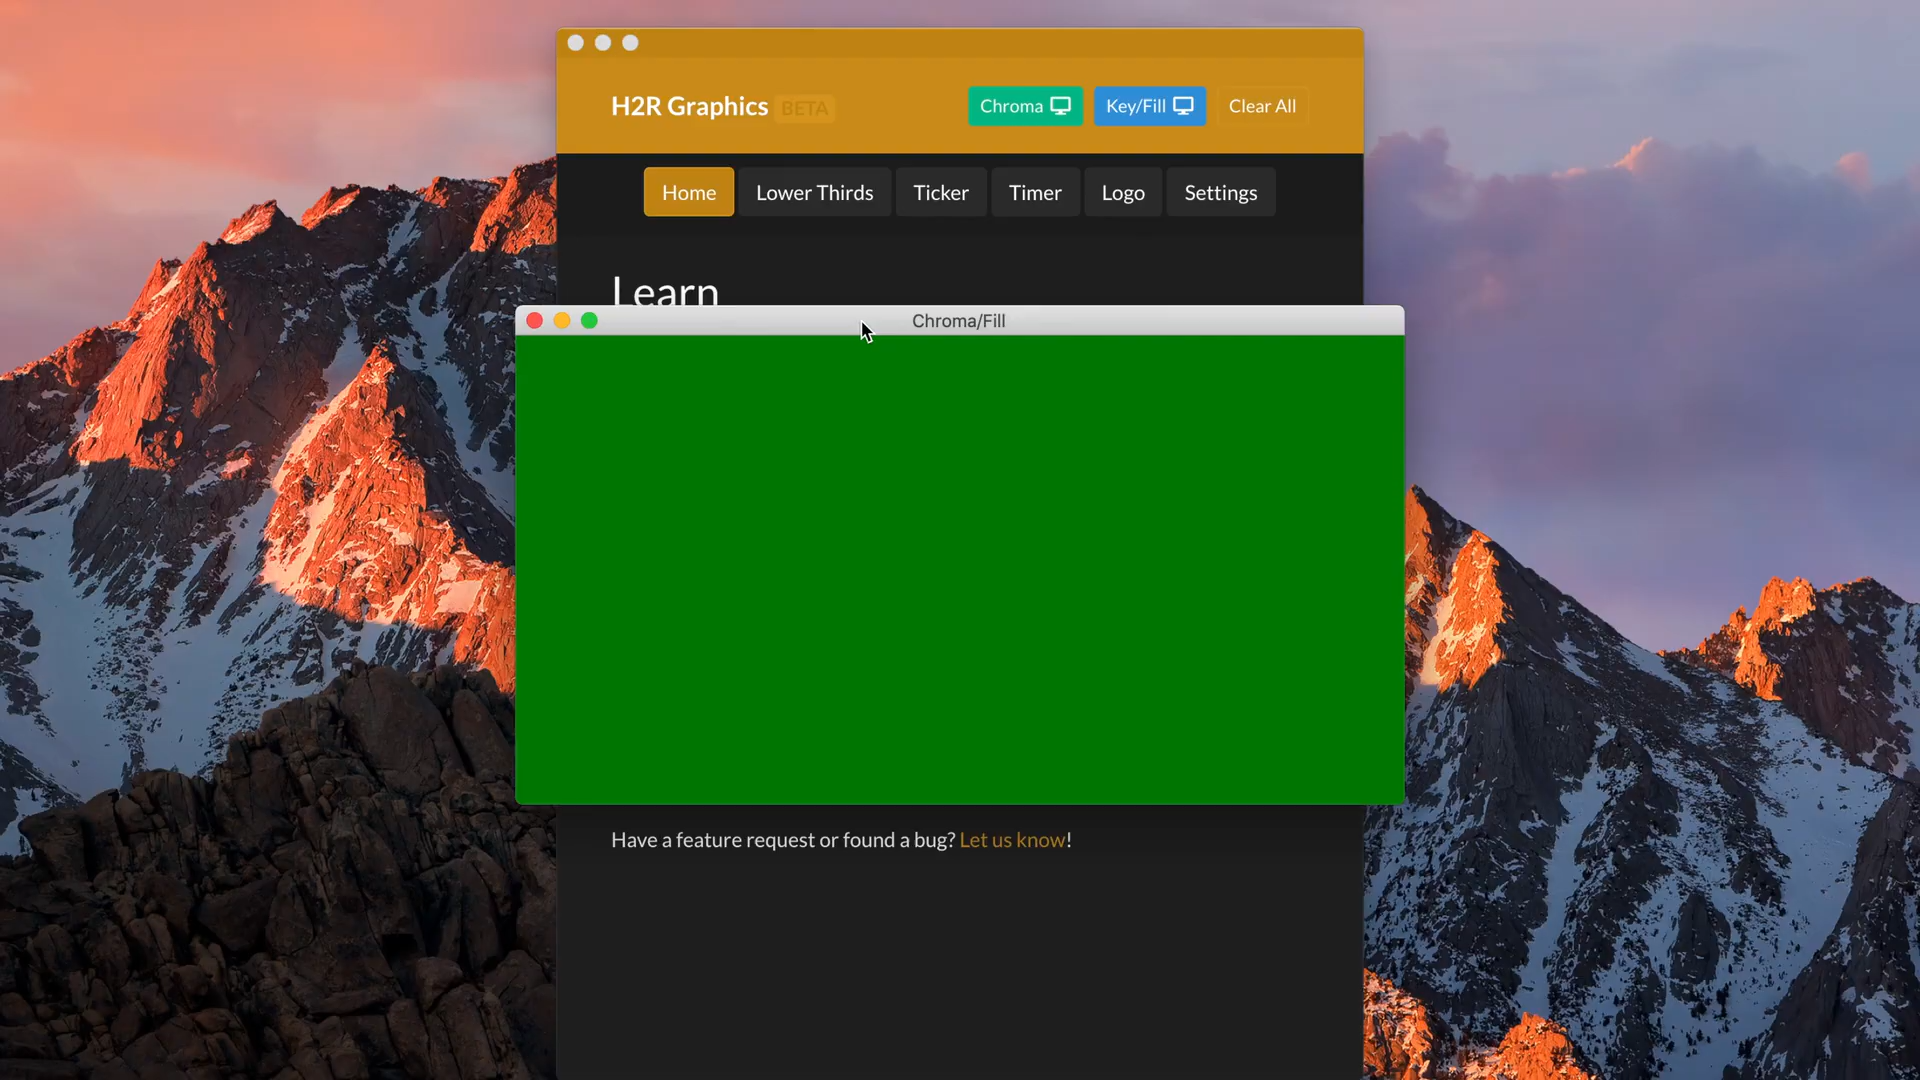 H2R Graphics BETA
Chroma Key/Fill Clear All
Home Lower Thirds Ticker Timer Logo Settings
Learn
Chroma/Fill
Have a feature request or found a bug? Let us know!